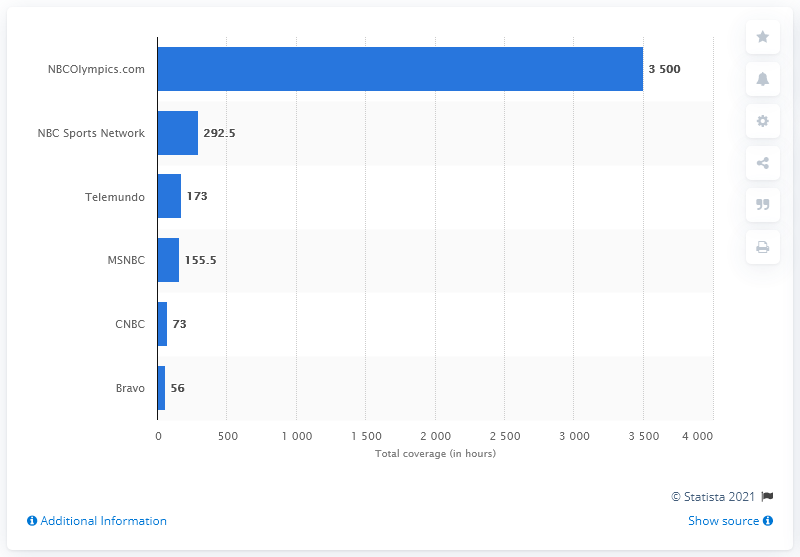 NBCOlympics.com 3 500
NBC Sports Network 292.5
Telemundo 173
MSNBC 155.5
CNBC 73
Bravo 56
0 500 1 000 1 500 2 000 2 500 3 000 3 500 4 000
Total coverage (in hours)
© Statista 2021
Additional Information Show source